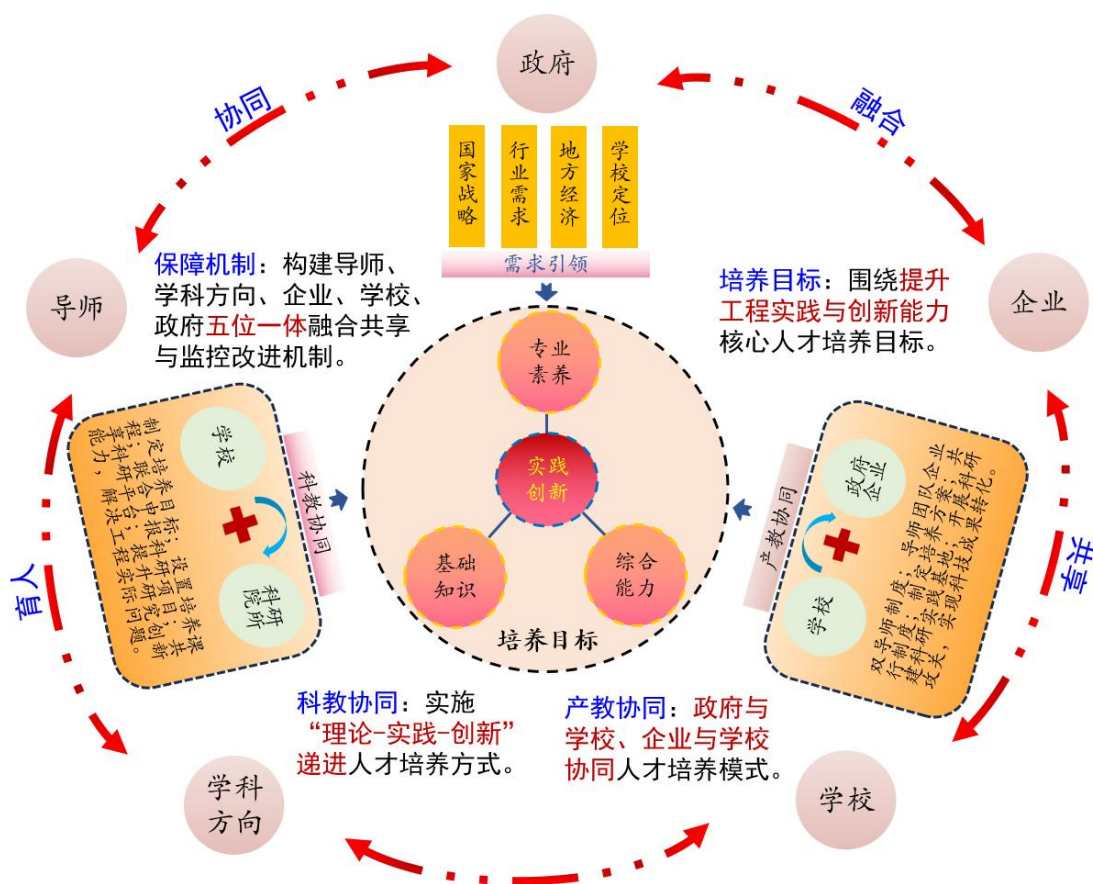 政府
协同
融合
国家战略
行业需求
地方经济
学校定位
需求引领
导师
企业
保障机制：构建导师、
学科方向、企业、学校、
政府五位一体融合共享
与监控改进机制。
培养目标：围绕提升
工程实践与创新能力
核心人才培养目标。
专业
素养
实践
创新
基础
知识
综合
能力
培养目标
学校
科研
院所
制定培养目标；设置培养课
程；联合申报科研项目；共
享科研平台；提升研究创新
能力，解决工程实际问题。
科教协同
产教协同
政府
企业
学校
双导师制度；导师团队企业
行制度；制定培养方案；共
建科研实践基地开展科研
攻关，实现科技成果转化。
育人
共享
科教协同：实施
“理论-实践-创新”
递进人才培养方式。
产教协同：政府与
学校、企业与学校
协同人才培养模式。
学科
方向
学校